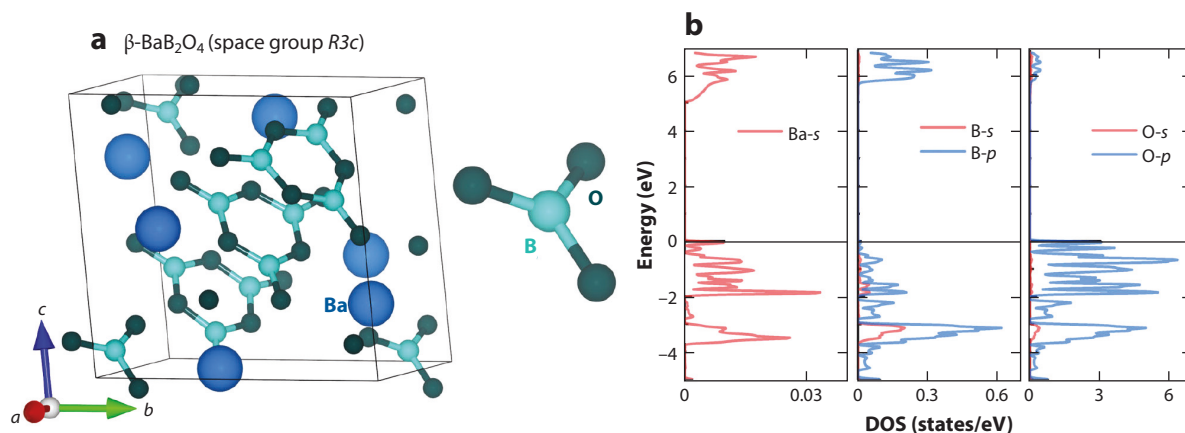 a β-BaB₂O₄ (space group R3c)
O
B
Ba
c
a
b
b
Energy (eV)
6
4
2
0
−2
−4
Ba-s
B-s
B-p
O-s
O-p
0 0.03
0 0.3 0.6
0 3 6
DOS (states/eV)